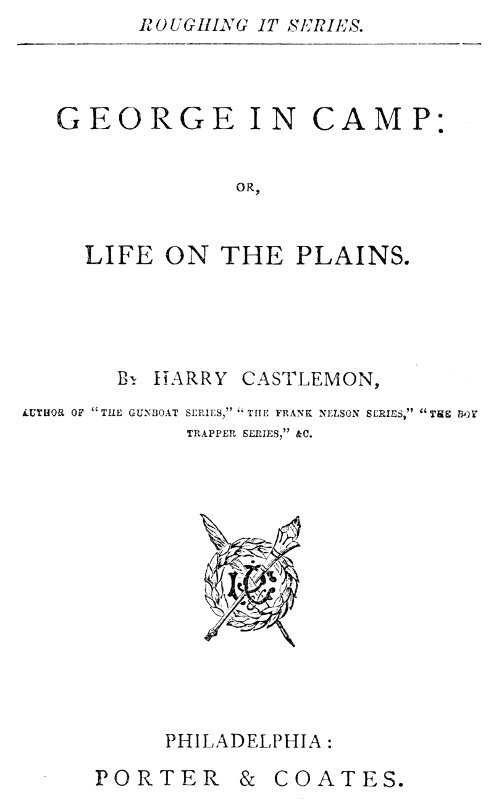 ROUGHING IT SERIES.
GEORGE IN CAMP:
OR,
LIFE ON THE PLAINS.
BY HARRY CASTLEMON,
AUTHOR OF "THE GUNBOAT SERIES," "THE FRANK NELSON SERIES," "THE BOY
TRAPPER SERIES," &C.
PHILADELPHIA:
PORTER & COATES.